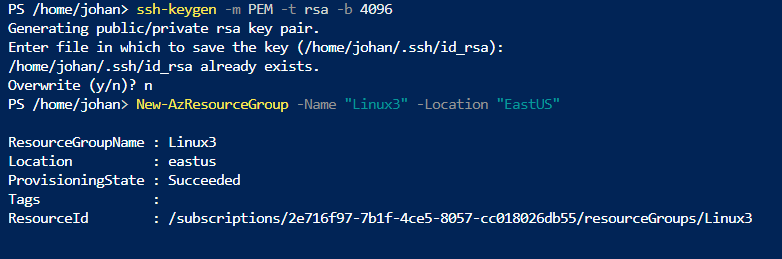 PS /home/johan> ssh-keygen -m PEM -t rsa -b 4096
Generating public/private rsa key pair.
Enter file in which to save the key (/home/johan/.ssh/id_rsa):
/home/johan/.ssh/id_rsa already exists.
Overwrite (y/n)? n
PS /home/johan> New-AzResourceGroup -Name "Linux3" -Location "EastUS"
ResourceGroupName : Linux3
Location : eastus
ProvisioningState : Succeeded
Tags :
ResourceId : /subscriptions/2e716f97-7b1f-4ce5-8057-cc018026db55/resourceGroups/Linux3